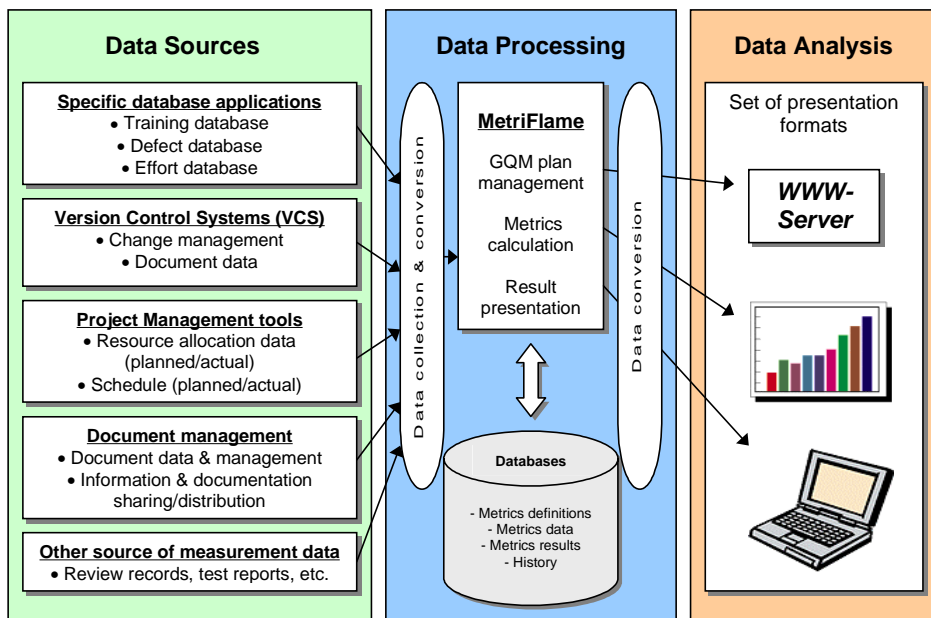 Data Sources
Specific database applications
• Training database
• Defect database
• Effort database
Version Control Systems (VCS)
• Change management
• Document data
Project Management tools
• Resource allocation data
(planned/actual)
• Schedule (planned/actual)
Document management
• Document data & management
• Information & documentation
sharing/distribution
Other source of measurement data
• Review records, test reports, etc.
Data Processing
Data collection & conversion
MetriFlame
GQM plan
management
Metrics
calculation
Result
presentation
Databases
- Metrics definitions
- Metrics data
- Metrics results
- History
Data conversion
Data Analysis
Set of presentation
formats
WWW-
Server